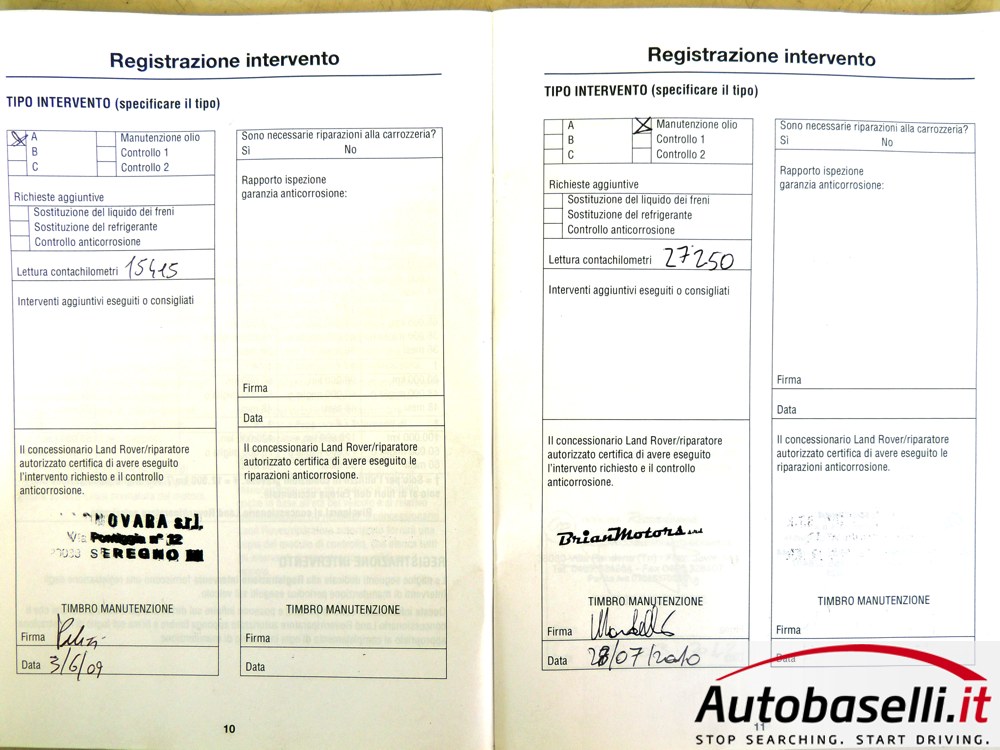 Registrazione intervento
TIPO INTERVENTO (specificare il tipo)
A Manutenzione olio
B Controllo 1
C Controllo 2
Richieste aggiuntive
Sostituzione del liquido dei freni
Sostituzione del refrigerante
Controllo anticorrosione
Lettura contachilometri 15415
Interventi aggiuntivi eseguiti o consigliati
Il concessionario Land Rover/riparatore
autorizzato certifica di avere eseguito
l'intervento richiesto e il controllo
anticorrosione.
NOVARA s.r.l.
Via Pontiggia n° 12
SEREGNO MI
TIMBRO MANUTENZIONE
Firma
Data 3/6/09
Sono necessarie riparazioni alla carrozzeria?
Sì No
Rapporto ispezione
garanzia anticorrosione:
Firma
Data
Il concessionario Land Rover/riparatore
autorizzato certifica di avere eseguito le
riparazioni anticorrosione.
TIMBRO MANUTENZIONE
Firma
Data
10
Registrazione intervento
TIPO INTERVENTO (specificare il tipo)
A Manutenzione olio
B Controllo 1
C Controllo 2
Richieste aggiuntive
Sostituzione del liquido dei freni
Sostituzione del refrigerante
Controllo anticorrosione
Lettura contachilometri 27250
Interventi aggiuntivi eseguiti o consigliati
Il concessionario Land Rover/riparatore
autorizzato certifica di avere eseguito
l'intervento richiesto e il controllo
anticorrosione.
BrianMotors srl
TIMBRO MANUTENZIONE
Firma
Data 28/07/2010
Sono necessarie riparazioni alla carrozzeria?
Sì No
Rapporto ispezione
garanzia anticorrosione:
Firma
Data
Il concessionario Land Rover/riparatore
autorizzato certifica di avere eseguito le
riparazioni anticorrosione.
TIMBRO MANUTENZIONE
Firma
Data
11
Autobaselli.it
STOP SEARCHING. START DRIVING.